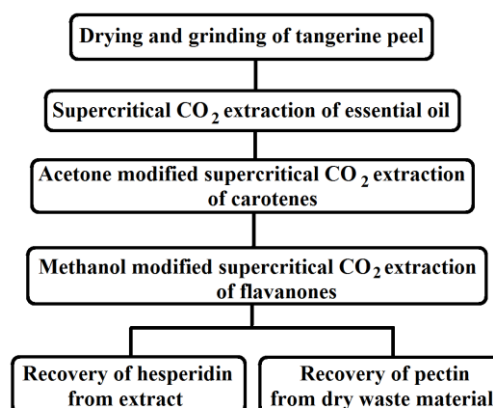 Drying and grinding of tangerine peel
Supercritical CO2 extraction of essential oil
Acetone modified supercritical CO2 extraction
of carotenes
Methanol modified supercritical CO2 extraction
of flavanones
Recovery of hesperidin
from extract
Recovery of pectin
from dry waste material